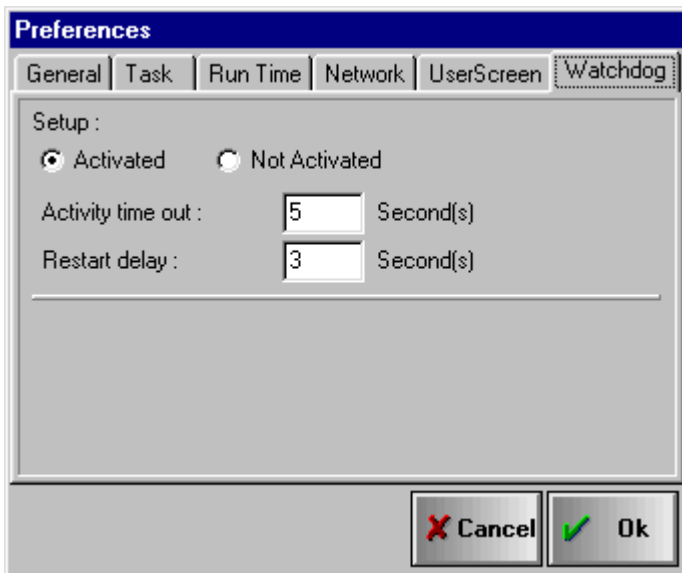 Preferences
General Task Run Time Network UserScreen Watchdog
Setup :
Activated Not Activated
Activity time out : 5 Second(s)
Restart delay : 3 Second(s)
Cancel Ok